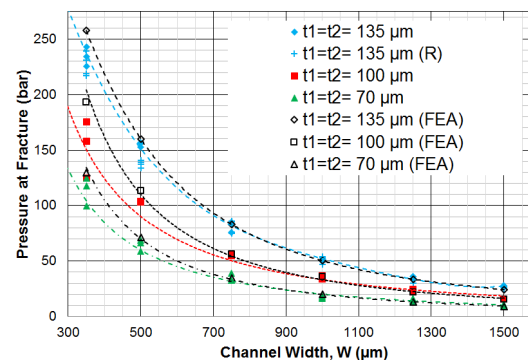 250
200
150
100
50
0
Pressure at Fracture (bar)
t1=t2= 135 µm
t1=t2= 135 µm (R)
t1=t2= 100 µm
t1=t2= 70 µm
t1=t2= 135 µm (FEA)
t1=t2= 100 µm (FEA)
t1=t2= 70 µm (FEA)
300 500 700 900 1100 1300 1500
Channel Width, W (µm)